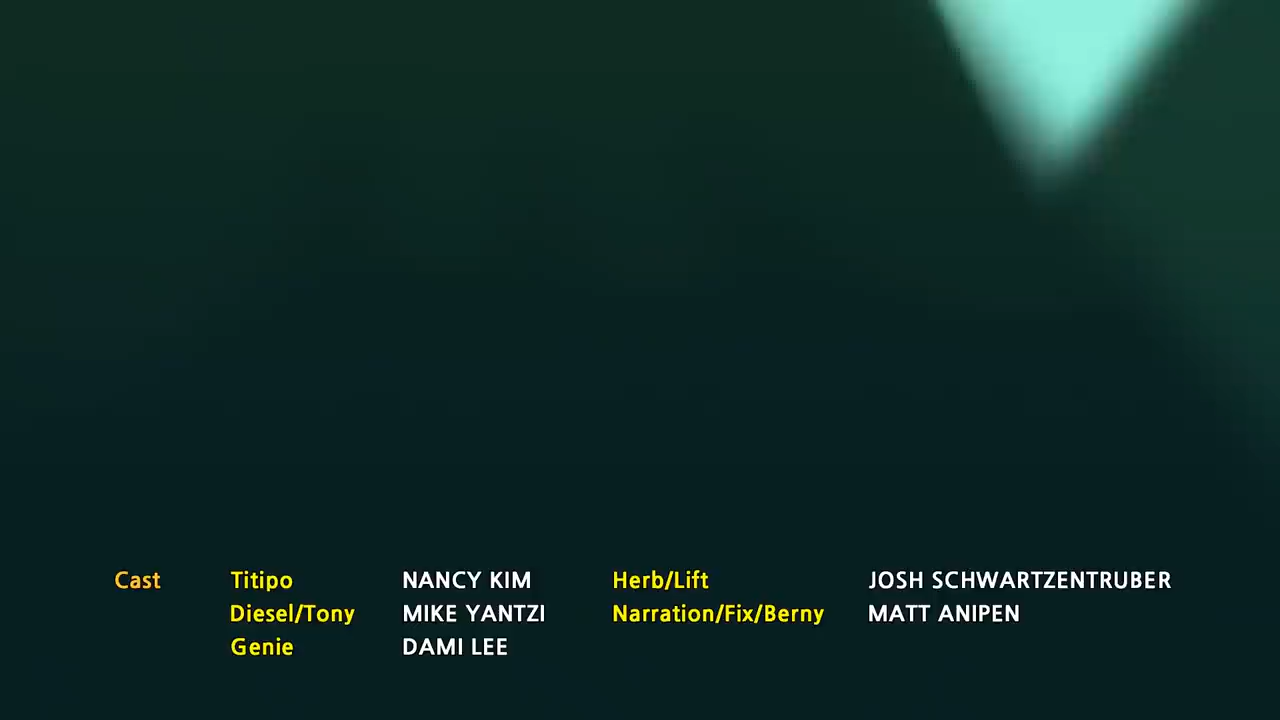 Cast Titipo NANCY KIM Herb/Lift JOSH SCHWARTZENTRUBER
Diesel/Tony MIKE YANTZI Narration/Fix/Berny MATT ANIPEN
Genie DAMI LEE